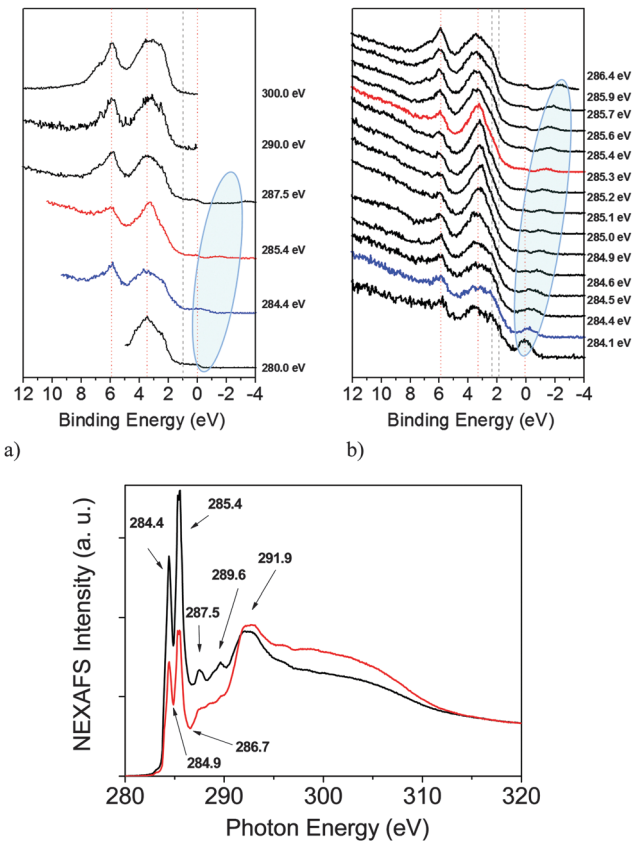 300.0 eV
290.0 eV
287.5 eV
285.4 eV
284.4 eV
280.0 eV
12 10 8 6 4 2 0 -2 -4
Binding Energy (eV)
a)
286.4 eV
285.9 eV
285.7 eV
285.6 eV
285.4 eV
285.3 eV
285.2 eV
285.1 eV
285.0 eV
284.9 eV
284.6 eV
284.5 eV
284.4 eV
284.1 eV
12 10 8 6 4 2 0 -2 -4
Binding Energy (eV)
b)
NEXAFS Intensity (a. u.)
285.4
284.4
291.9
289.6
287.5
284.9
286.7
280 290 300 310 320
Photon Energy (eV)